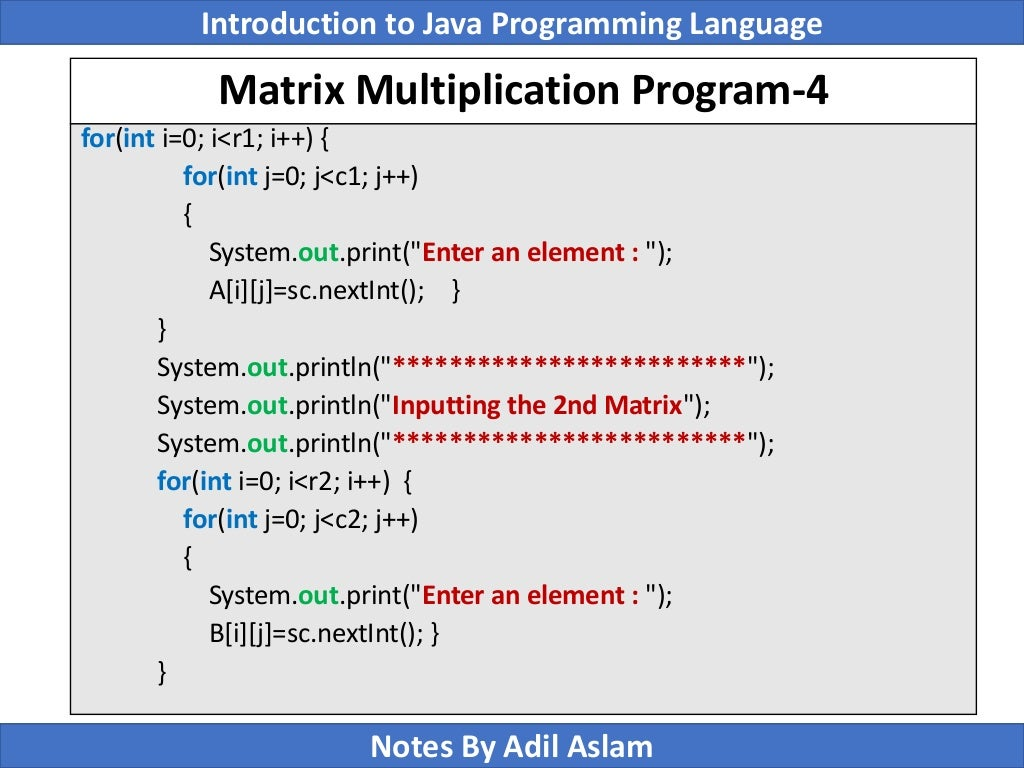 Introduction to Java Programming Language
Matrix Multiplication Program-4
for(int i=0; i<r1; i++) {
for(int j=0; j<c1; j++)
{
System.out.print("Enter an element : ");
A[i][j]=sc.nextInt(); }
}
System.out.println("*************************");
System.out.println("Inputting the 2nd Matrix");
System.out.println("*************************");
for(int i=0; i<r2; i++) {
for(int j=0; j<c2; j++)
{
System.out.print("Enter an element : ");
B[i][j]=sc.nextInt(); }
}
Notes By Adil Aslam